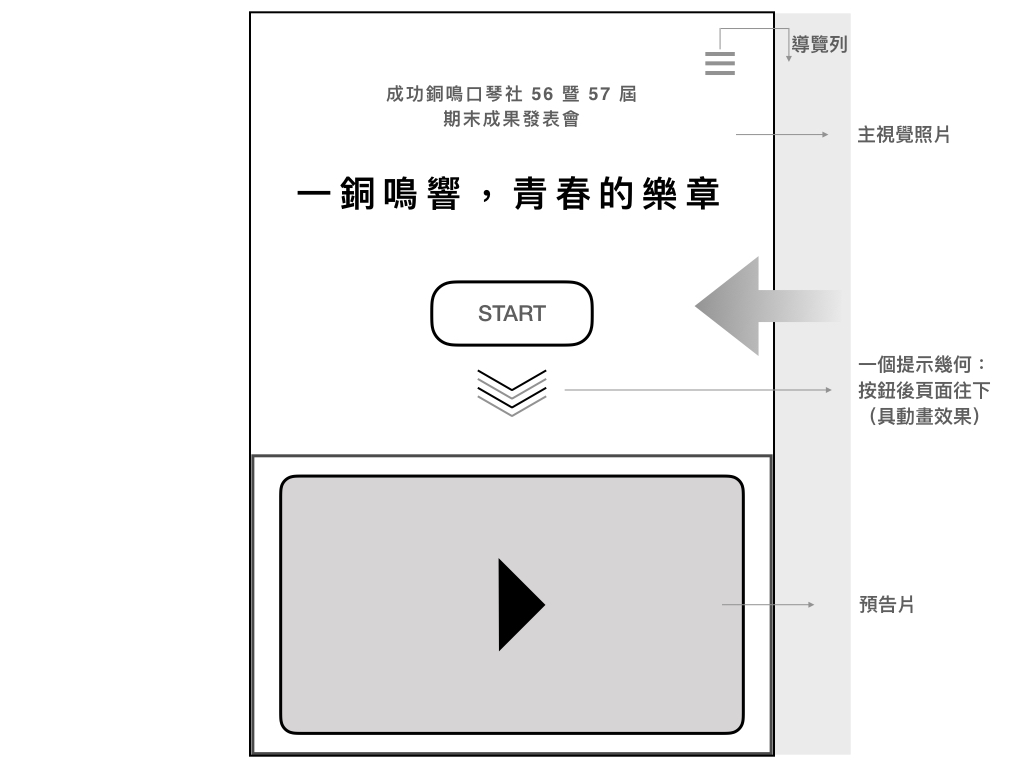 導覽列
成功銅鳴口琴社 56 暨 57 屆
期末成果發表會
主視覺照片
一銅鳴響，青春的樂章
START
一個提示幾何：
按鈕後頁面往下
（具動畫效果）
預告片